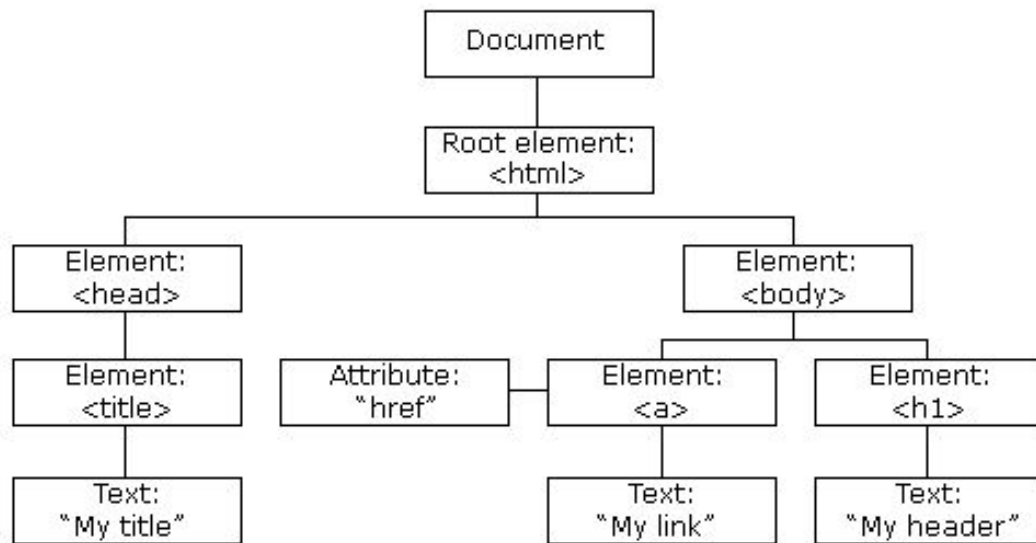 Document
Root element:
<html>
Element:
<head>
Element:
<body>
Element:
<title>
Attribute:
“href”
Element:
<a>
Element:
<h1>
Text:
“My title”
Text:
“My link”
Text:
“My header”